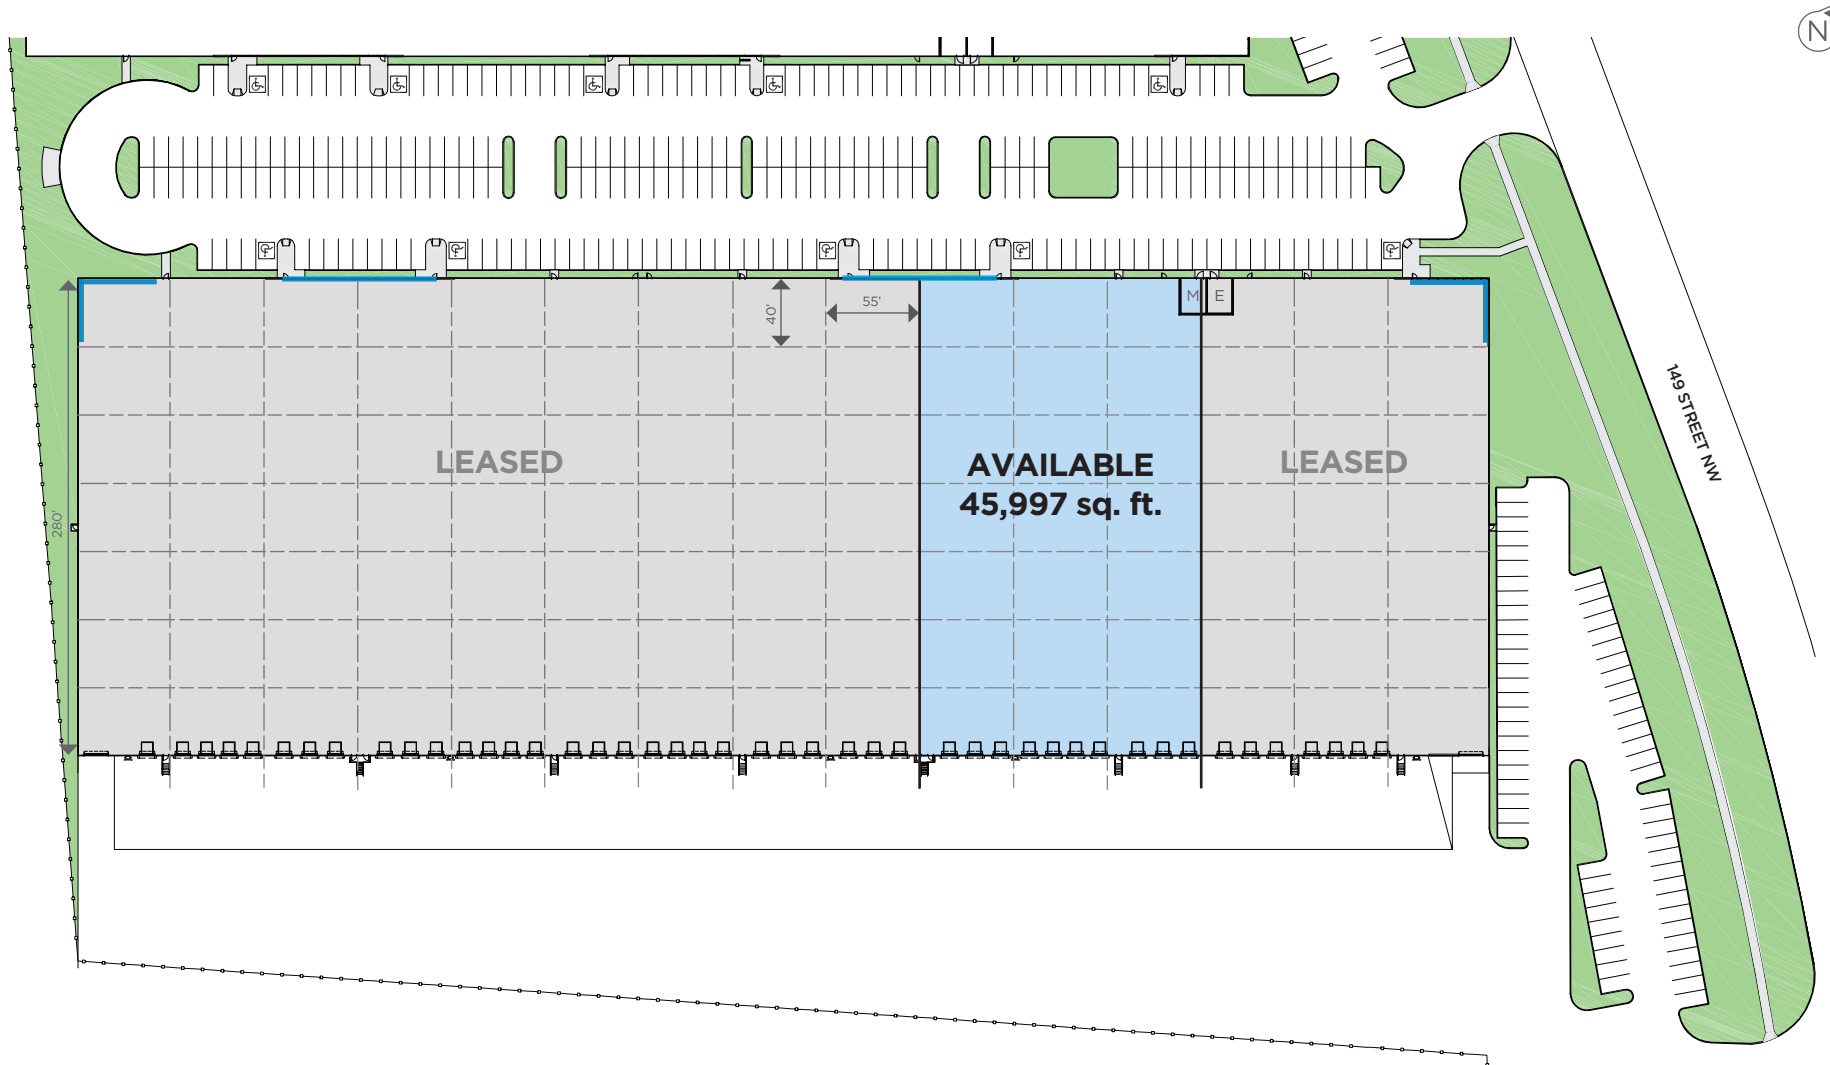 N
M E
55'
40'
LEASED
AVAILABLE
45,997 sq. ft.
LEASED
280'
149 STREET NW